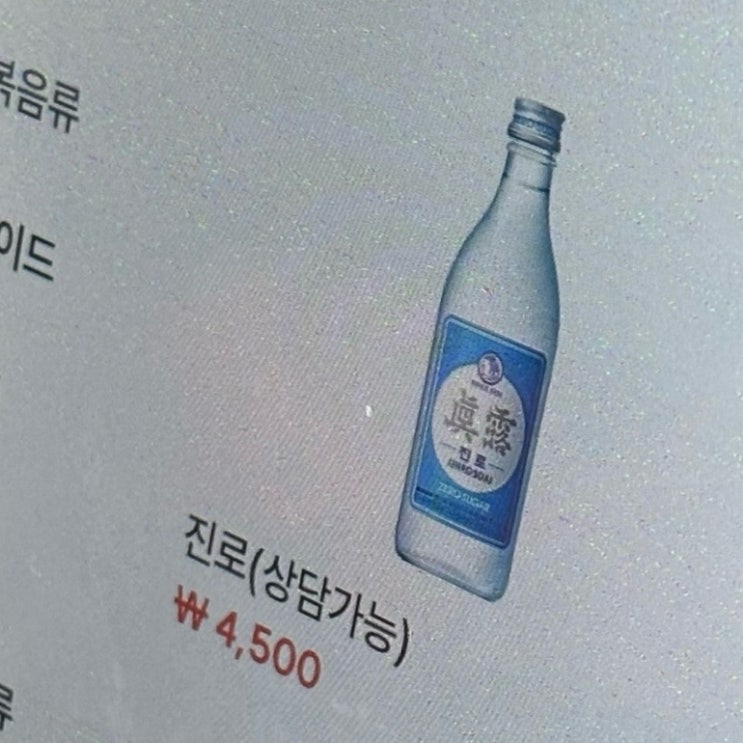 볶음류
이드
眞露
진로
ZERO SUGAR
진로(상담가능)
₩ 4,500
류